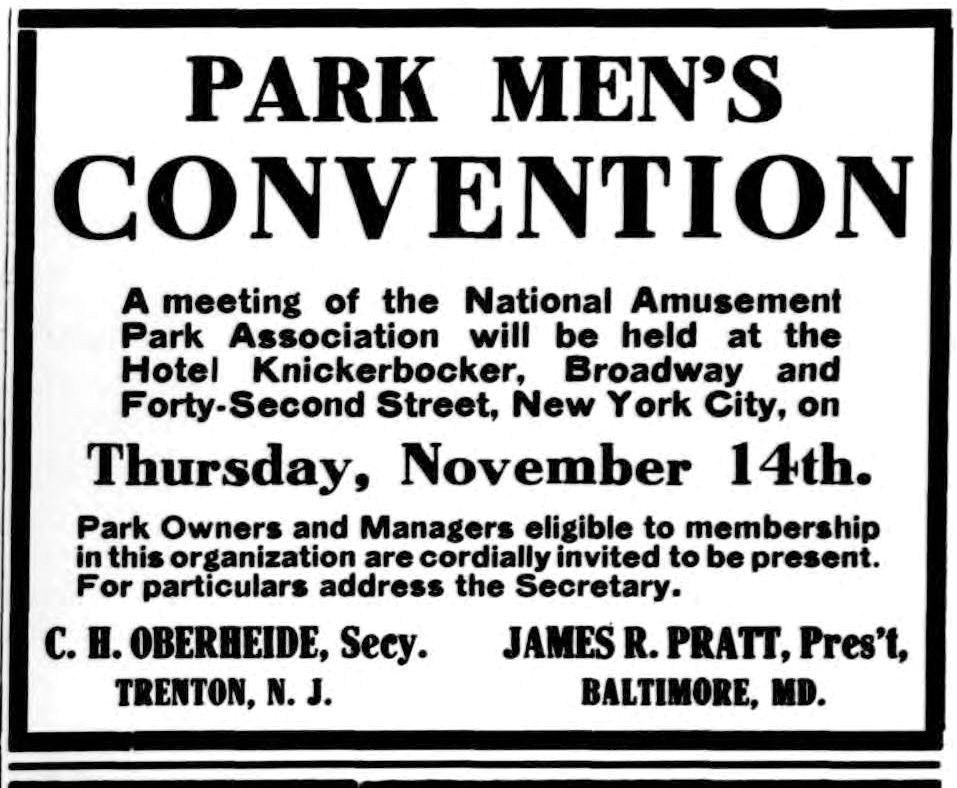 PARK MEN'S
CONVENTION
A meeting of the National Amusement
Park Association will be held at the
Hotel Knickerbocker, Broadway and
Forty-Second Street, New York City, on
Thursday, November 14th.
Park Owners and Managers eligible to membership
in this organization are cordially invited to be present.
For particulars address the Secretary.
C. H. OBERHEIDE, Secy. JAMES R. PRATT, Pres't,
TRENTON, N. J. BALTIMORE, MD.